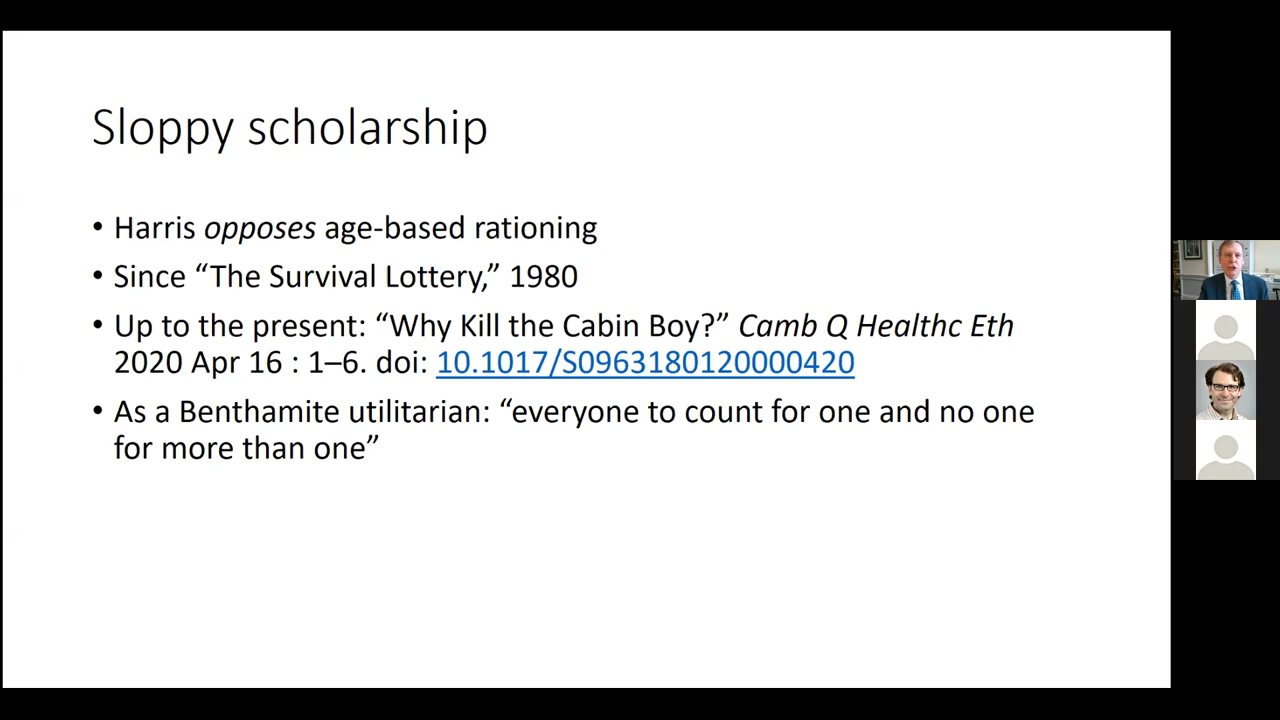 Sloppy scholarship
• Harris opposes age-based rationing
• Since “The Survival Lottery,” 1980
• Up to the present: “Why Kill the Cabin Boy?” Camb Q Healthc Eth
2020 Apr 16 : 1–6. doi: 10.1017/S0963180120000420
• As a Benthamite utilitarian: “everyone to count for one and no one
for more than one”